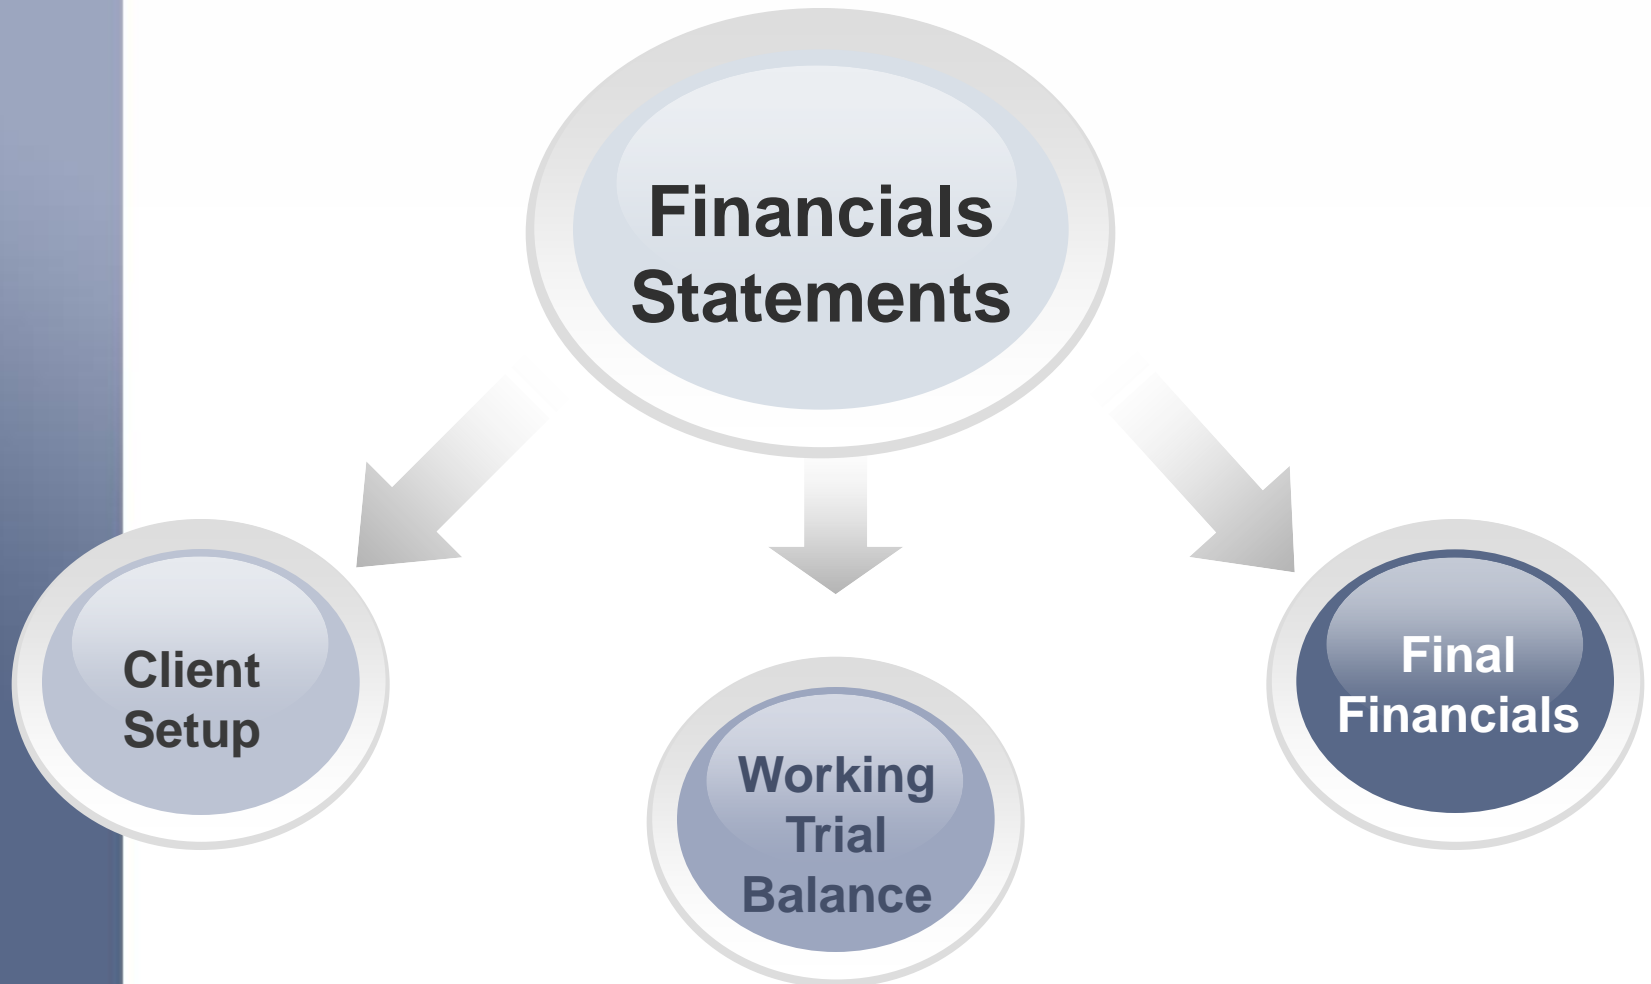 Financials
Statements
Client
Setup
Working
Trial
Balance
Final
Financials